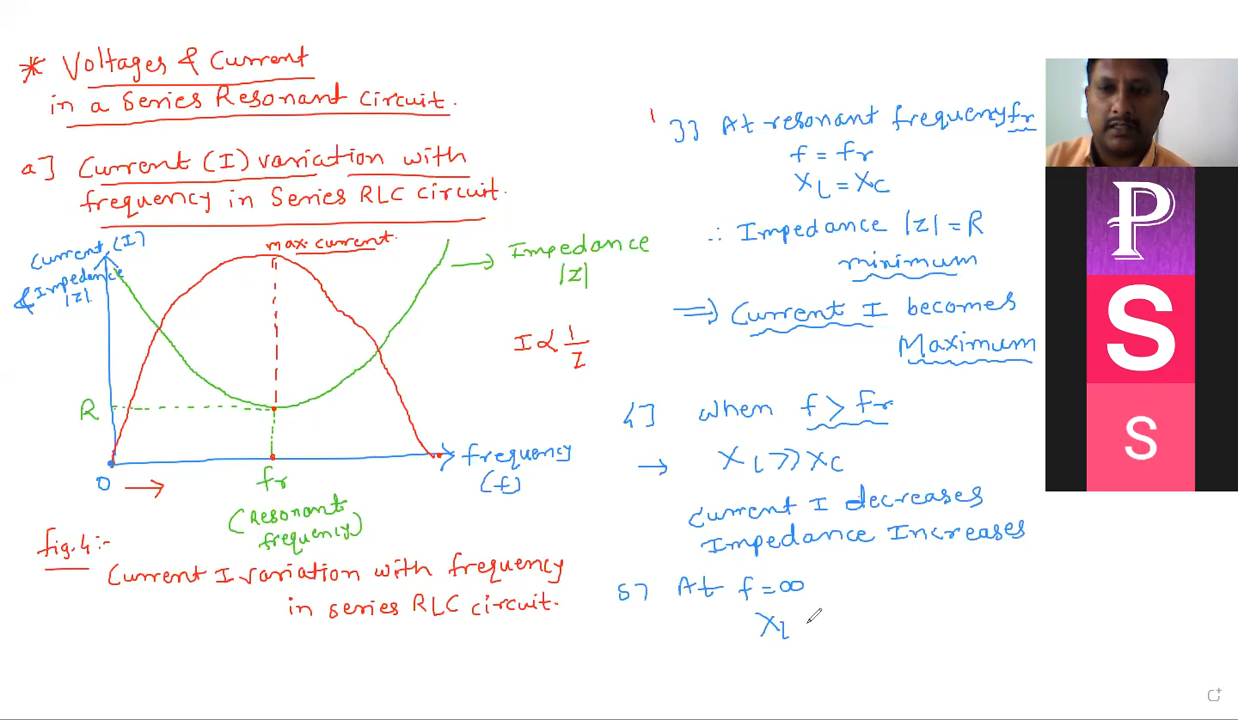 * Voltages & Current
in a Series Resonant Circuit.
a] Current (I) variation with
frequency in Series RLC circuit.
Current (I)
& Impedance
|Z|
max. current.
Impedance
|Z|
I ∝ 1/Z
R
0
fr
(Resonant
frequency)
frequency
(f)
fig. 4 :-
Current I variation with frequency
in series RLC circuit.
3] At resonant frequency fr
f = fr
XL = XC
∴ Impedance |Z| = R
minimum
⇒ Current I becomes
Maximum
4] When f > fr
→ XL >> XC
Current I decreases
Impedance Increases
5] At f = ∞
XL
P
S
S